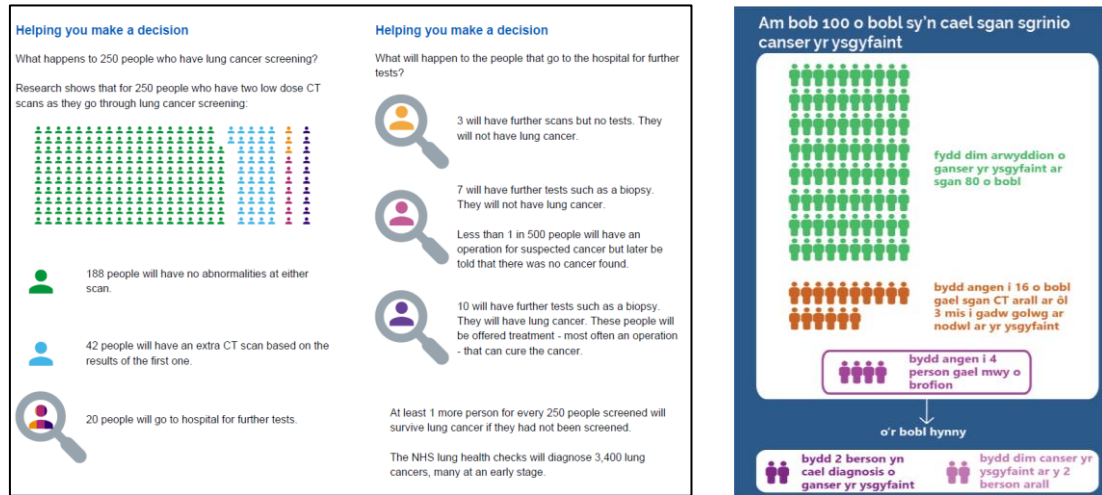 Helping you make a decision
What happens to 250 people who have lung cancer screening?
Research shows that for 250 people who have two low dose CT
scans as they go through lung cancer screening:
188 people will have no abnormalities at either
scan.
42 people will have an extra CT scan based on the
results of the first one.
20 people will go to hospital for further tests.
Helping you make a decision
What will happen to the people that go to the hospital for further
tests?
3 will have further scans but no tests. They
will not have lung cancer.
7 will have further tests such as a biopsy.
They will not have lung cancer.
Less than 1 in 500 people will have an
operation for suspected cancer but later be
told that there was no cancer found.
10 will have further tests such as a biopsy.
They will have lung cancer. These people will
be offered treatment - most often an operation
- that can cure the cancer.
At least 1 more person for every 250 people screened will
survive lung cancer if they had not been screened.
The NHS lung health checks will diagnose 3,400 lung
cancers, many at an early stage.
Am bob 100 o bobl sy'n cael sgan sgrinio
canser yr ysgyfaint
fydd dim arwyddion o
ganser yr ysgyfaint ar
sgan 80 o bobl
bydd angen i 16 o bobl
gael sgan CT arall ar ôl
3 mis i gadw golwg ar
nodwl ar yr ysgyfaint
bydd angen i 4
person gael mwy o
brofion
o'r bobl hynny
bydd 2 berson yn
cael diagnosis o
ganser yr ysgyfaint
bydd dim canser yr
ysgyfaint ar y 2
berson arall